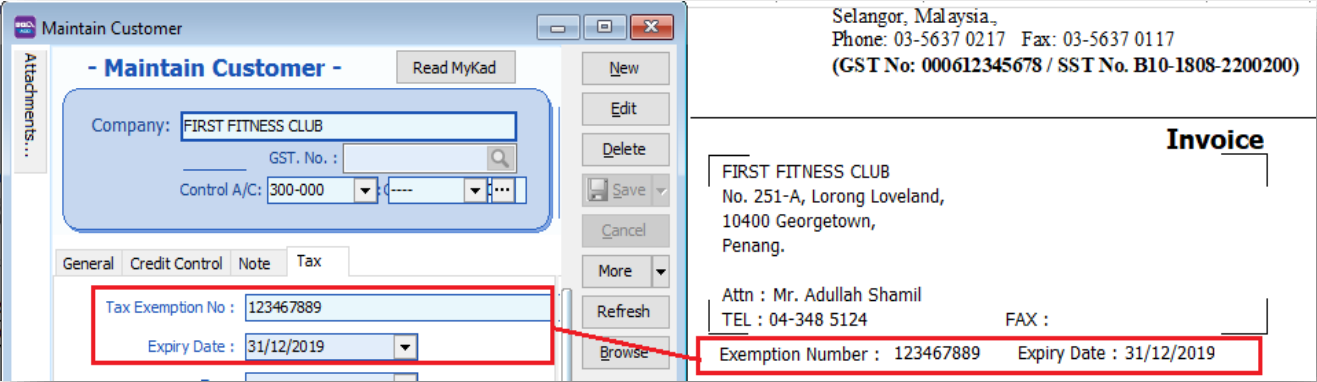 Maintain Customer
Attachments...
- Maintain Customer -
Read MyKad
Company: FIRST FITNESS CLUB
GST. No. :
Control A/C: 300-000
----
General Credit Control Note Tax
Tax Exemption No : 123467889
Expiry Date : 31/12/2019
New
Edit
Delete
Save
Cancel
More
Refresh
Browse
Selangor, Malaysia.,
Phone: 03-5637 0217 Fax: 03-5637 0117
(GST No: 000612345678 / SST No. B10-1808-2200200)
Invoice
FIRST FITNESS CLUB
No. 251-A, Lorong Loveland,
10400 Georgetown,
Penang.
Attn : Mr. Adullah Shamil
TEL : 04-348 5124 FAX :
Exemption Number : 123467889 Expiry Date : 31/12/2019